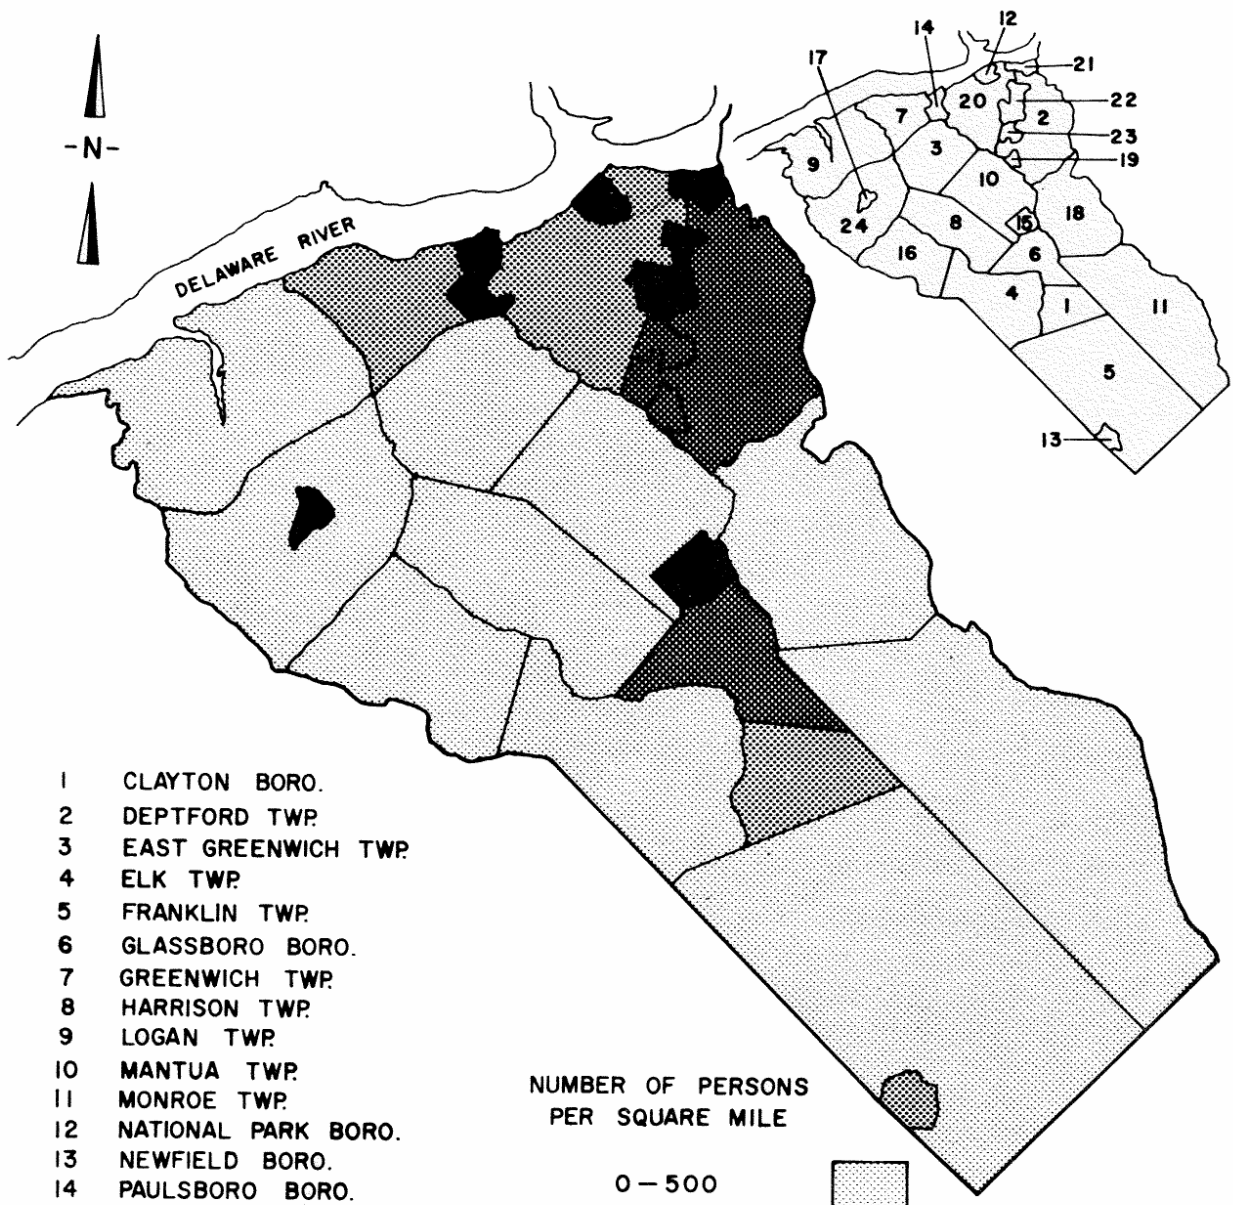 -N-
DELAWARE RIVER
12
14
17
21
20
22
7
2
23
3
19
9
10
15
18
24
8
16
6
4
1
11
5
13
1 CLAYTON BORO.
2 DEPTFORD TWP.
3 EAST GREENWICH TWP.
4 ELK TWP.
5 FRANKLIN TWP.
6 GLASSBORO BORO.
7 GREENWICH TWP.
8 HARRISON TWP.
9 LOGAN TWP.
10 MANTUA TWP.
11 MONROE TWP.
12 NATIONAL PARK BORO.
13 NEWFIELD BORO.
14 PAULSBORO BORO.
NUMBER OF PERSONS
PER SQUARE MILE
0-500